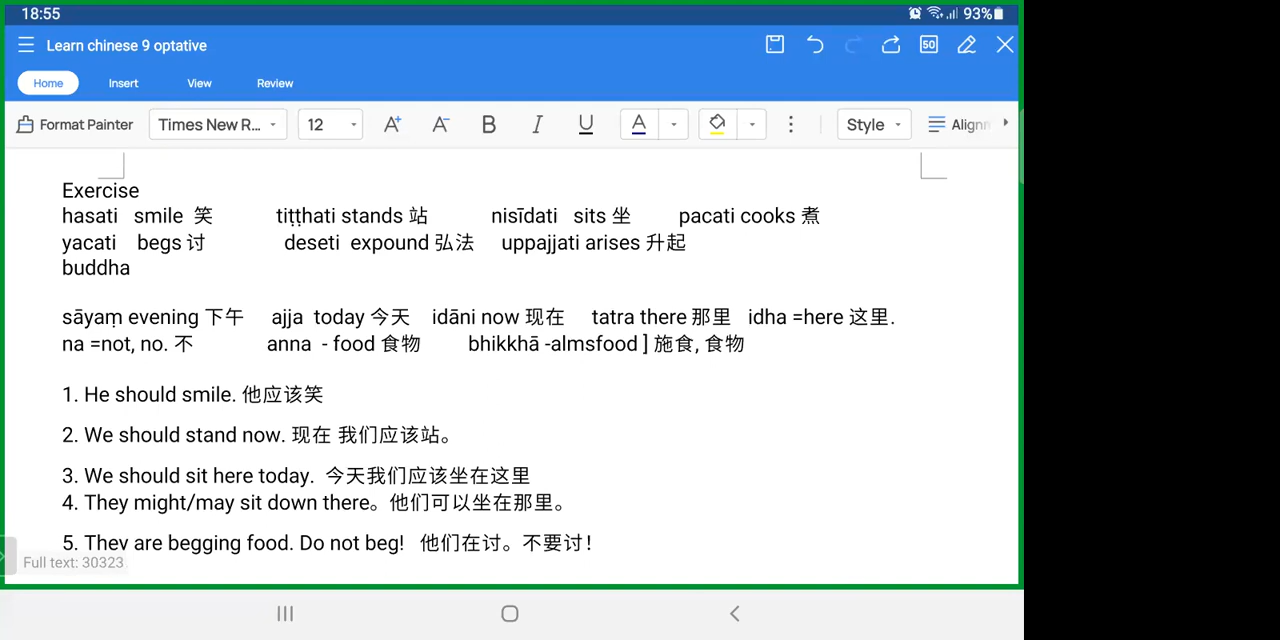 18:55 93%
Learn chinese 9 optative 50
Home Insert View Review
Format Painter Times New R... 12 A+ A- B I U A Style Alignn
Exercise
hasati smile 笑 tiṭṭhati stands 站 nisīdati sits 坐 pacati cooks 煮
yacati begs 讨 deseti expound 弘法 uppajjati arises 升起
buddha
sāyaṃ evening 下午 ajja today 今天 idāni now 现在 tatra there 那里 idha =here 这里.
na =not, no. 不 anna - food 食物 bhikkhā -almsfood ] 施食, 食物
1. He should smile. 他应该笑
2. We should stand now. 现在 我们应该站。
3. We should sit here today. 今天我们应该坐在这里
4. They might/may sit down there。他们可以坐在那里。
5. They are begging food. Do not beg! 他们在讨。不要讨！
Full text: 30323